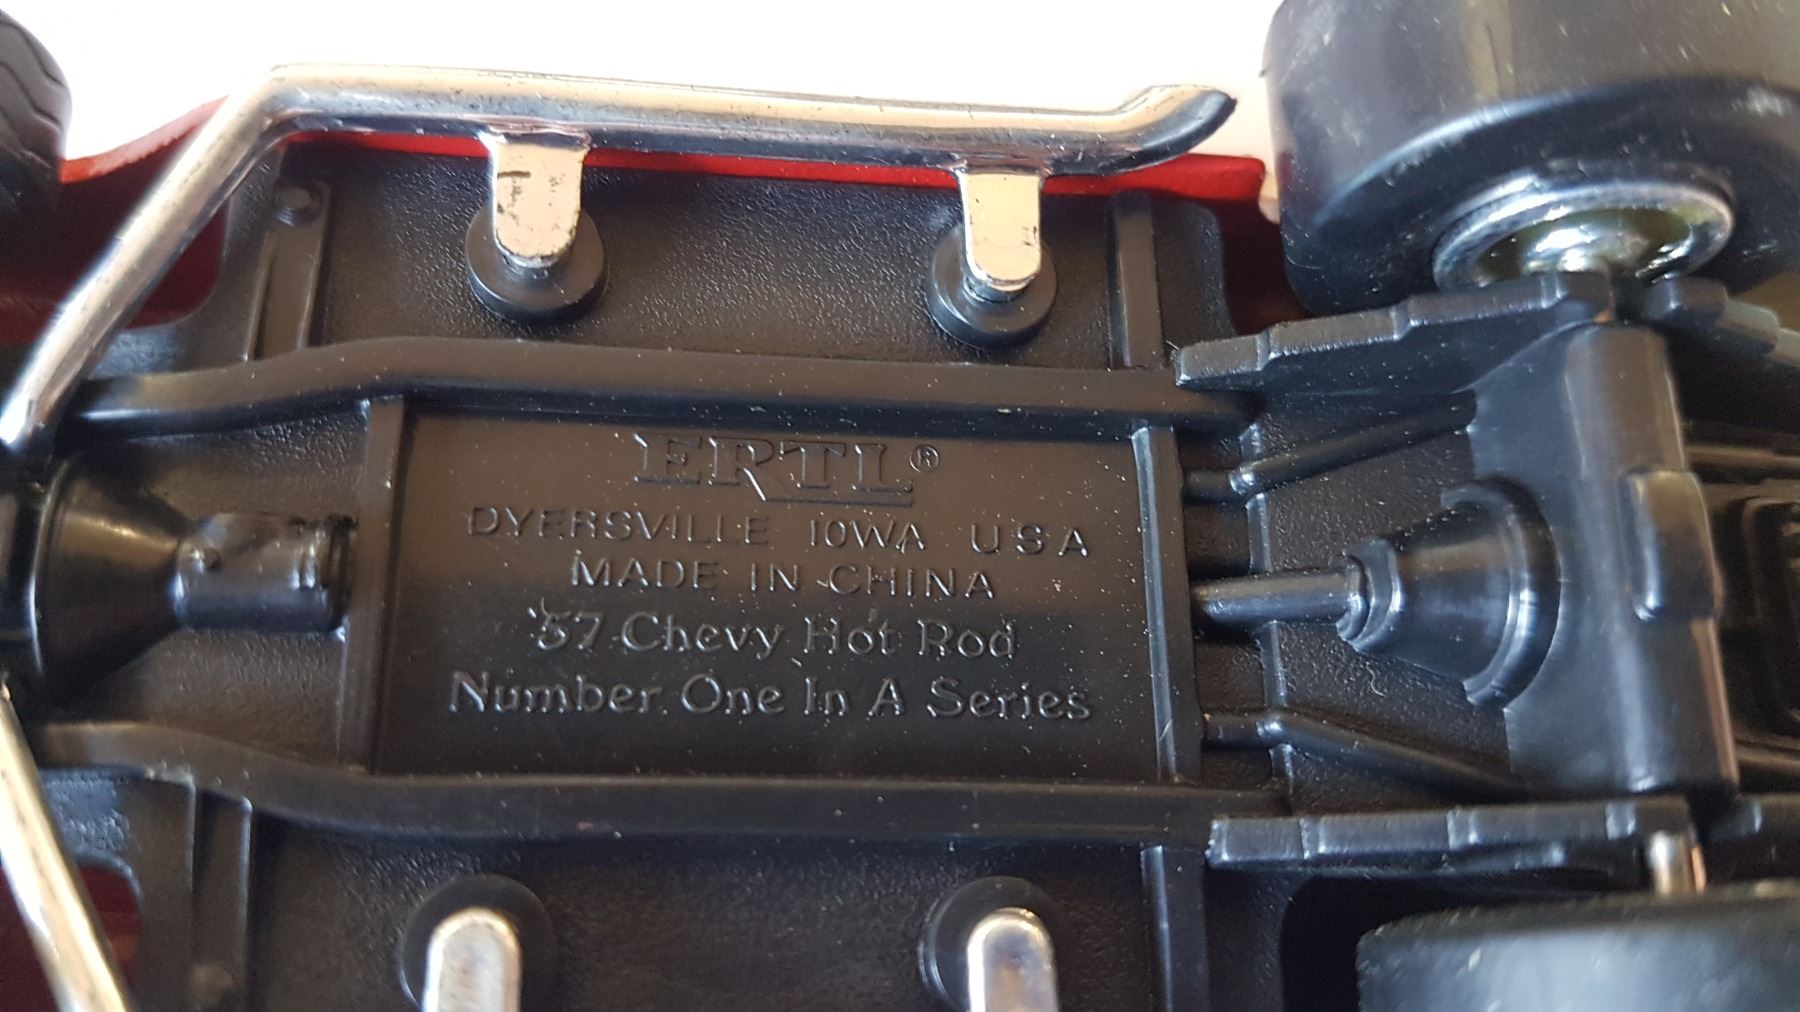 ERTL®
DYERSVILLE IOWA USA
MADE IN CHINA
'57 Chevy Hot Rod
Number One In A Series